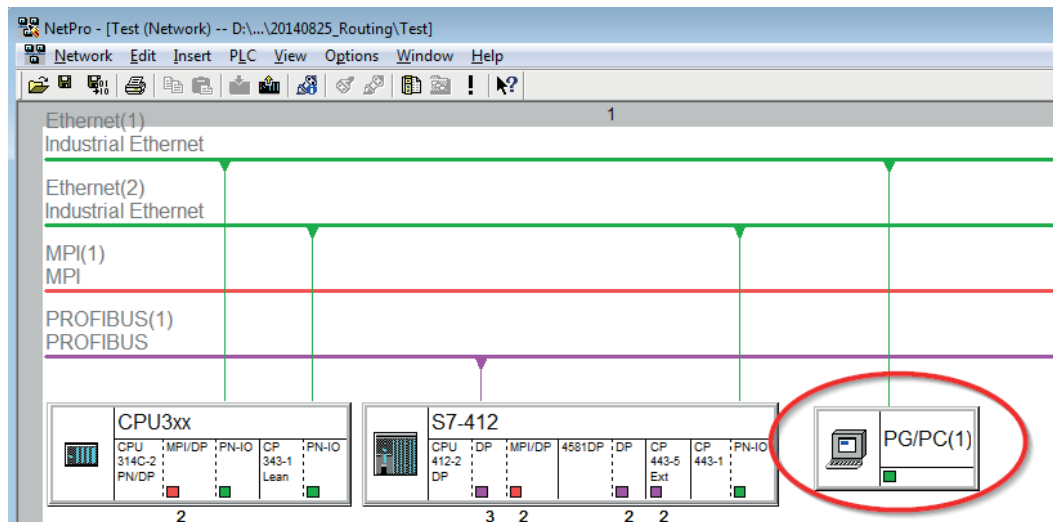 NetPro - [Test (Network) -- D:\...\20140825_Routing\Test]
Network Edit Insert PLC View Options Window Help
1
Ethernet(1)
Industrial Ethernet
Ethernet(2)
Industrial Ethernet
MPI(1)
MPI
PROFIBUS(1)
PROFIBUS
CPU3xx
CPU 314C-2 PN/DP
MPI/DP
PN-IO
CP 343-1 Lean
PN-IO
2
S7-412
CPU 412-2 DP
DP
MPI/DP
4581DP
DP
CP 443-5 Ext
CP 443-1
PN-IO
3 2 2 2
PG/PC(1)